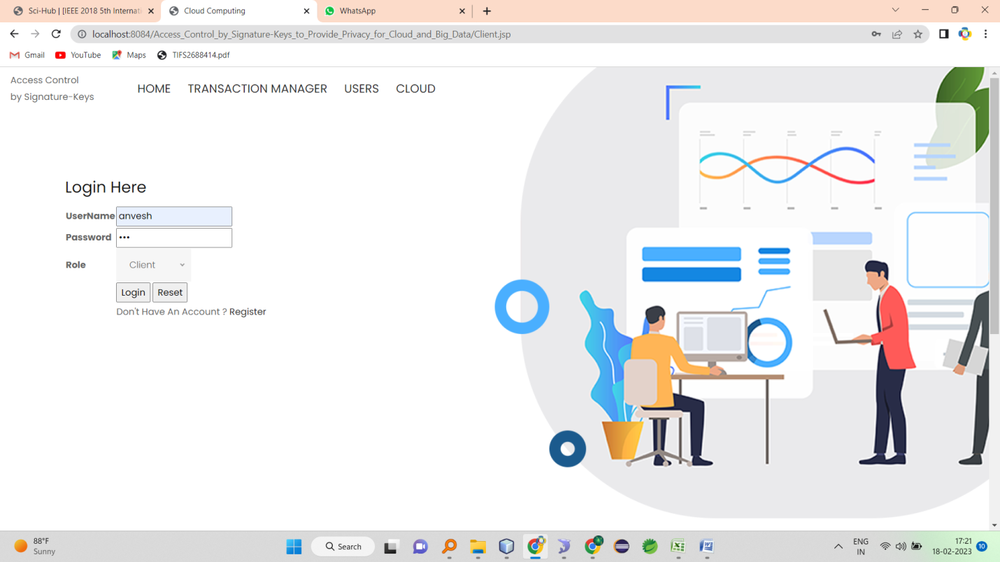 Sci-Hub | [IEEE 2018 5th Internati
Cloud Computing
WhatsApp
localhost:8084/Access_Control_by_Signature-Keys_to_Provide_Privacy_for_Cloud_and_Big_Data/Client.jsp
Gmail YouTube Maps TIFS2688414.pdf
Access Control
by Signature-Keys
HOME TRANSACTION MANAGER USERS CLOUD
Login Here
UserName anvesh
Password •••
Role Client
Login Reset
Don't Have An Account ? Register
88°F
Sunny
Search
ENG
IN
17:21
18-02-2023
10